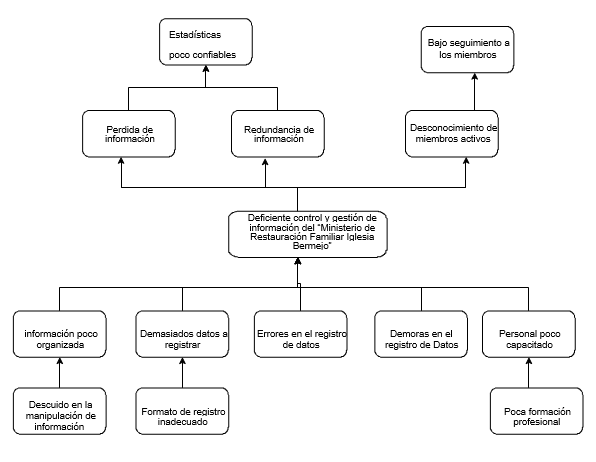 Estadísticas
poco confiables
Bajo seguimiento a
los miembros
Perdida de
información
Redundancia de
información
Desconocimiento de
miembros activos
Deficiente control y gestión de
información del "Ministerio de
Restauración Familiar Iglesia
Bermejo"
información poco
organizada
Demasiados datos a
registrar
Errores en el registro
de datos
Demoras en el
registro de Datos
Personal poco
capacitado
Descuido en la
manipulación de
información
Formato de registro
inadecuado
Poca formación
profesional